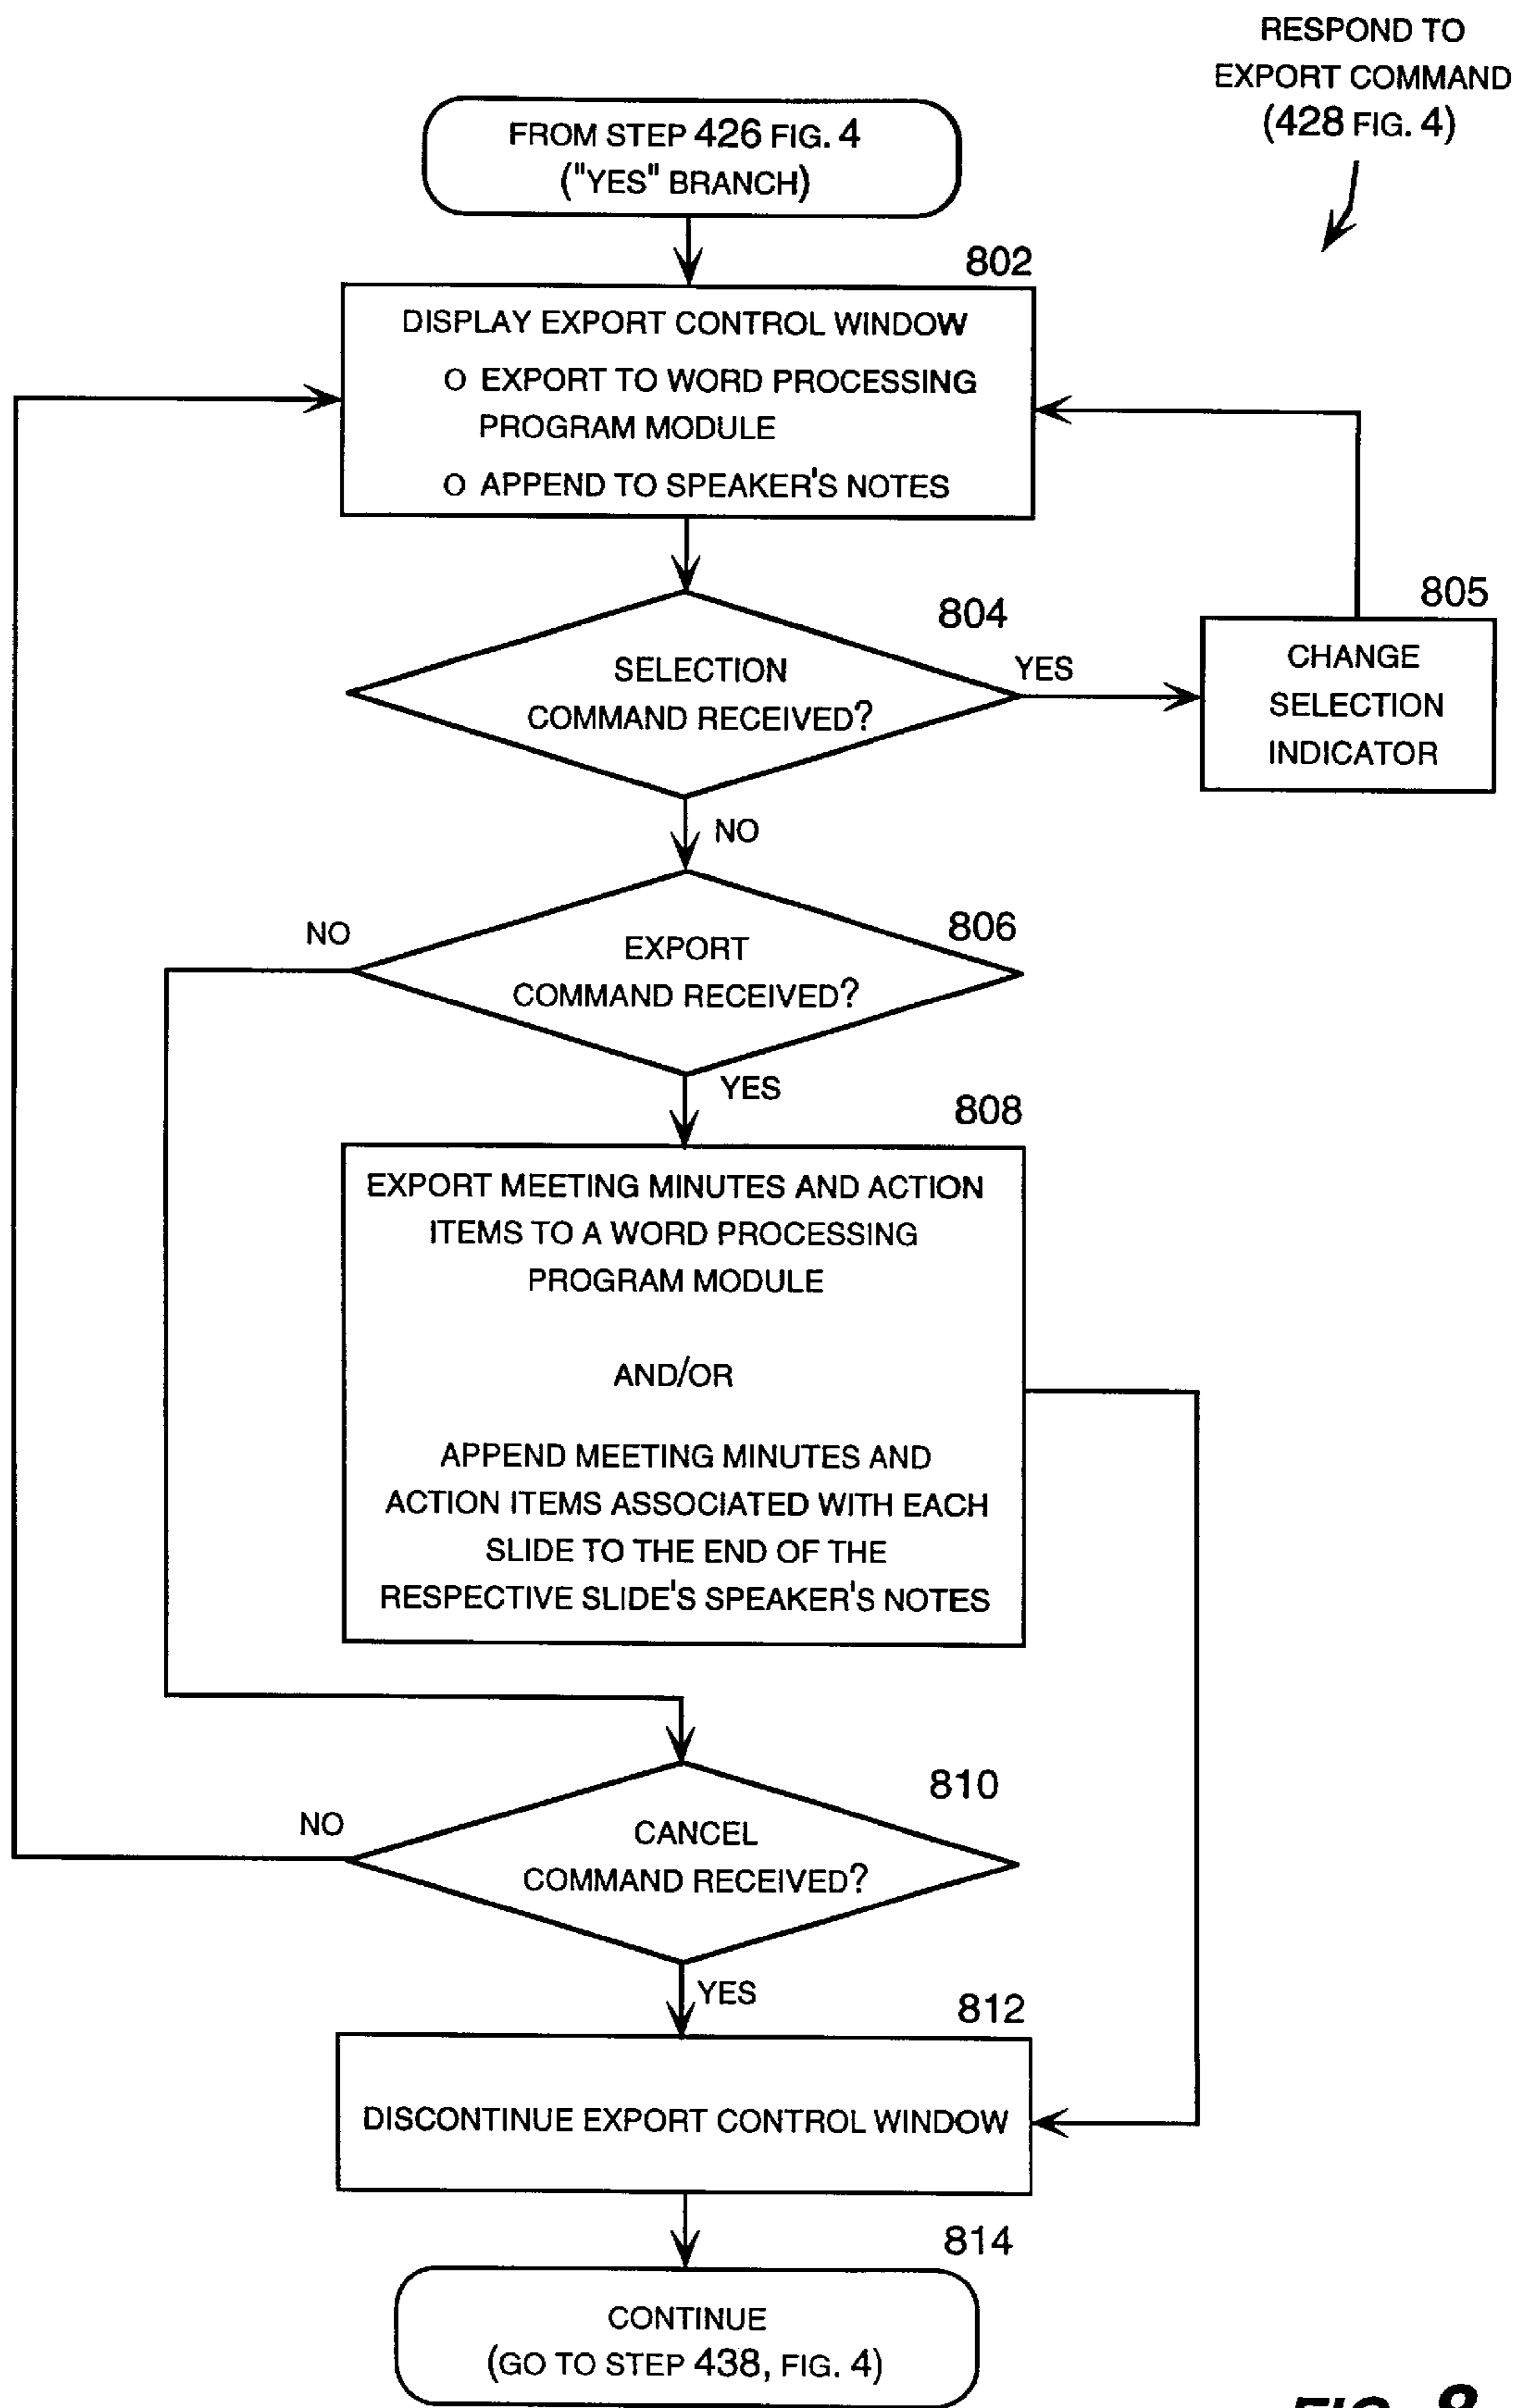 RESPOND TO
EXPORT COMMAND
(428 FIG. 4)
FROM STEP 426 FIG. 4
("YES" BRANCH)
802
DISPLAY EXPORT CONTROL WINDOW
O EXPORT TO WORD PROCESSING
PROGRAM MODULE
O APPEND TO SPEAKER'S NOTES
804
SELECTION
COMMAND RECEIVED?
YES
805
CHANGE
SELECTION
INDICATOR
NO
806
NO
EXPORT
COMMAND RECEIVED?
YES
808
EXPORT MEETING MINUTES AND ACTION
ITEMS TO A WORD PROCESSING
PROGRAM MODULE
AND/OR
APPEND MEETING MINUTES AND
ACTION ITEMS ASSOCIATED WITH EACH
SLIDE TO THE END OF THE
RESPECTIVE SLIDE'S SPEAKER'S NOTES
810
NO
CANCEL
COMMAND RECEIVED?
YES
812
DISCONTINUE EXPORT CONTROL WINDOW
814
CONTINUE
(GO TO STEP 438, FIG. 4)
FIG. 8